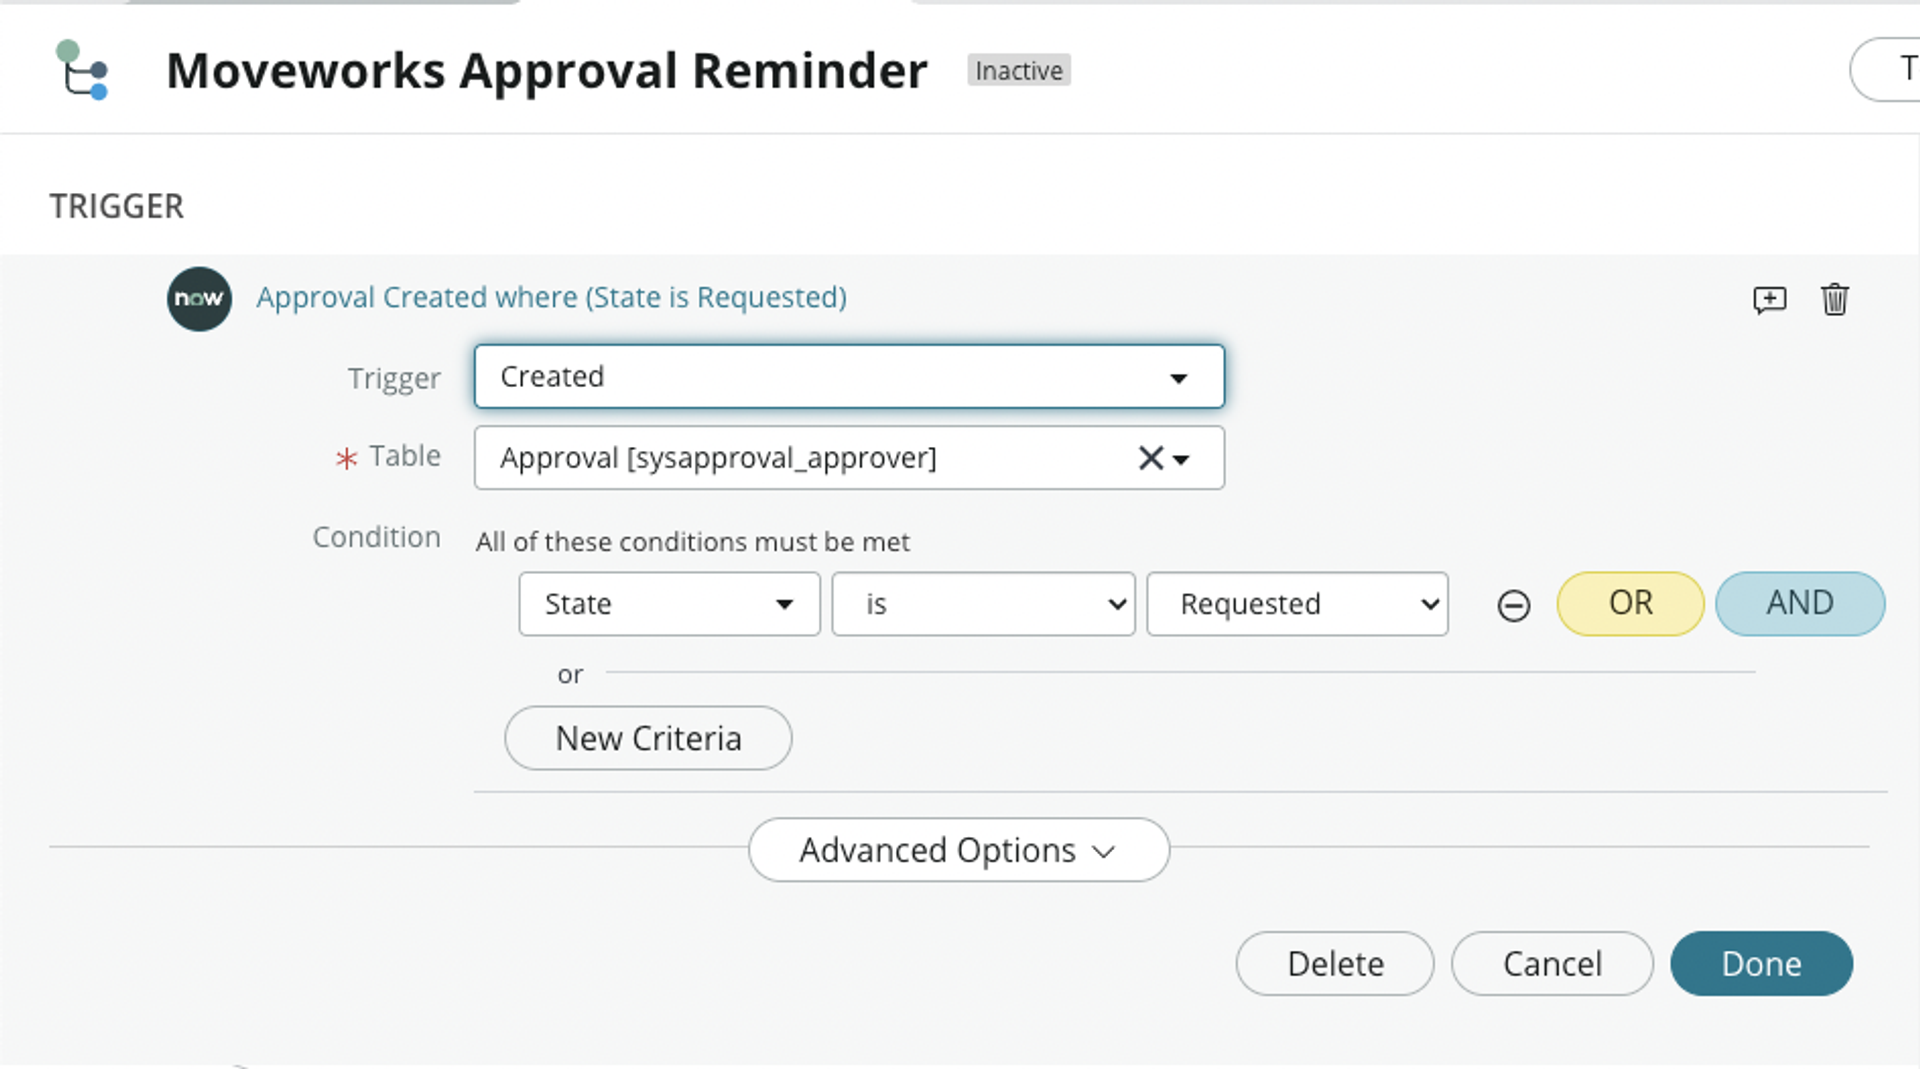 Moveworks Approval Reminder Inactive T
TRIGGER
now Approval Created where (State is Requested)
Trigger Created
* Table Approval [sysapproval_approver]
Condition All of these conditions must be met
State is Requested OR AND
or
New Criteria
Advanced Options
Delete Cancel Done